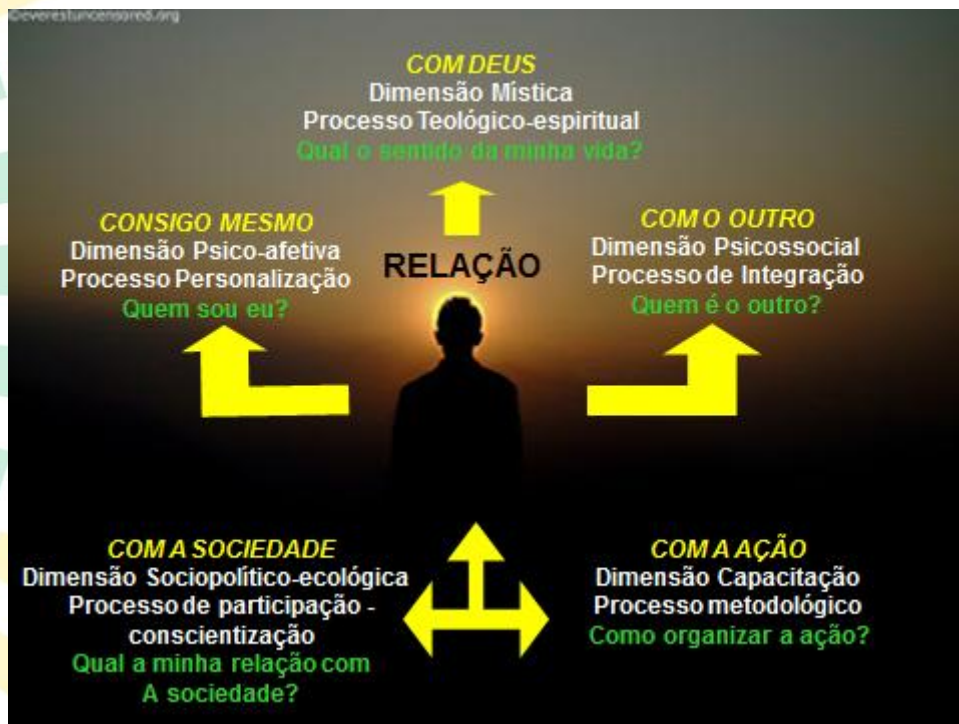 ©everestuncensored.org
COM DEUS
Dimensão Mística
Processo Teológico-espiritual
Qual o sentido da minha vida?
CONSIGO MESMO
Dimensão Psico-afetiva
Processo Personalização
Quem sou eu?
RELAÇÃO
COM O OUTRO
Dimensão Psicossocial
Processo de Integração
Quem é o outro?
COM A SOCIEDADE
Dimensão Sociopolítico-ecológica
Processo de participação -
conscientização
Qual a minha relação com
A sociedade?
COM A AÇÃO
Dimensão Capacitação
Processo metodológico
Como organizar a ação?